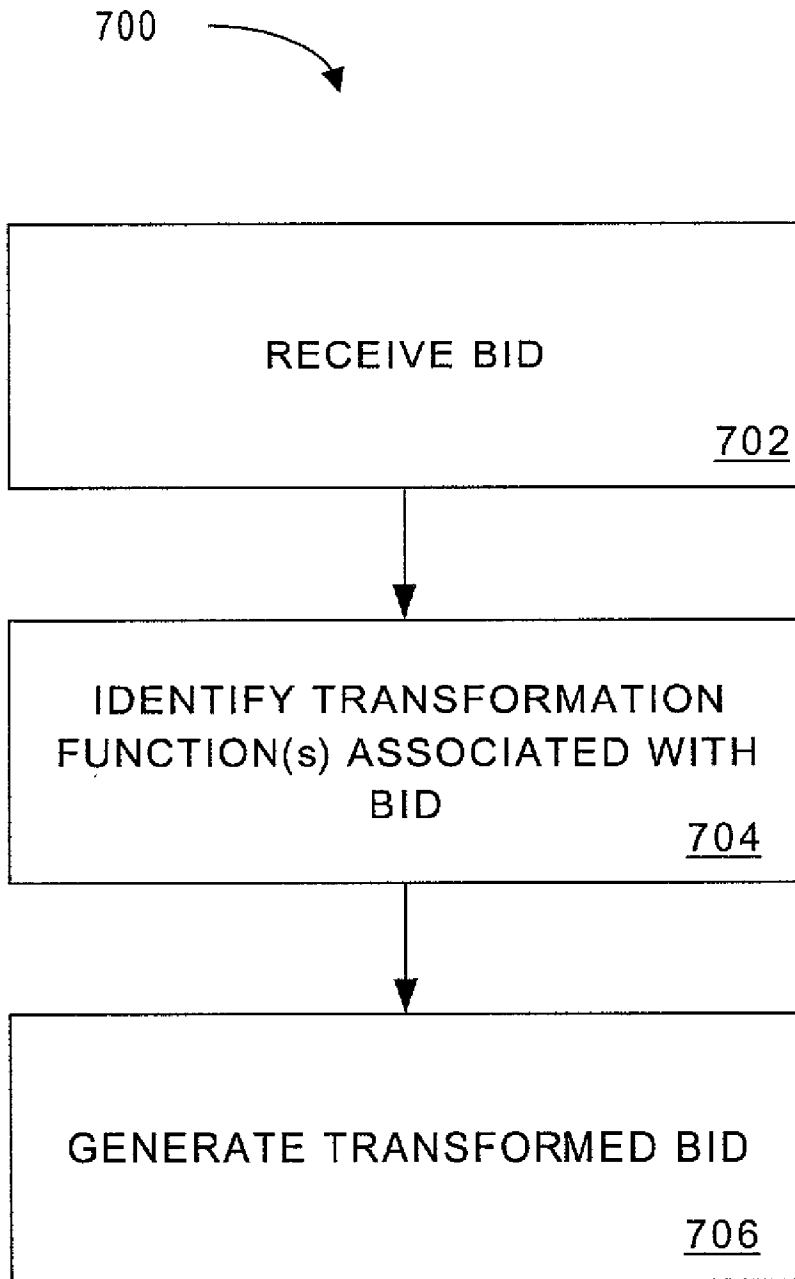 700
RECEIVE BID
702
IDENTIFY TRANSFORMATION
FUNCTION(s) ASSOCIATED WITH
BID
704
GENERATE TRANSFORMED BID
706